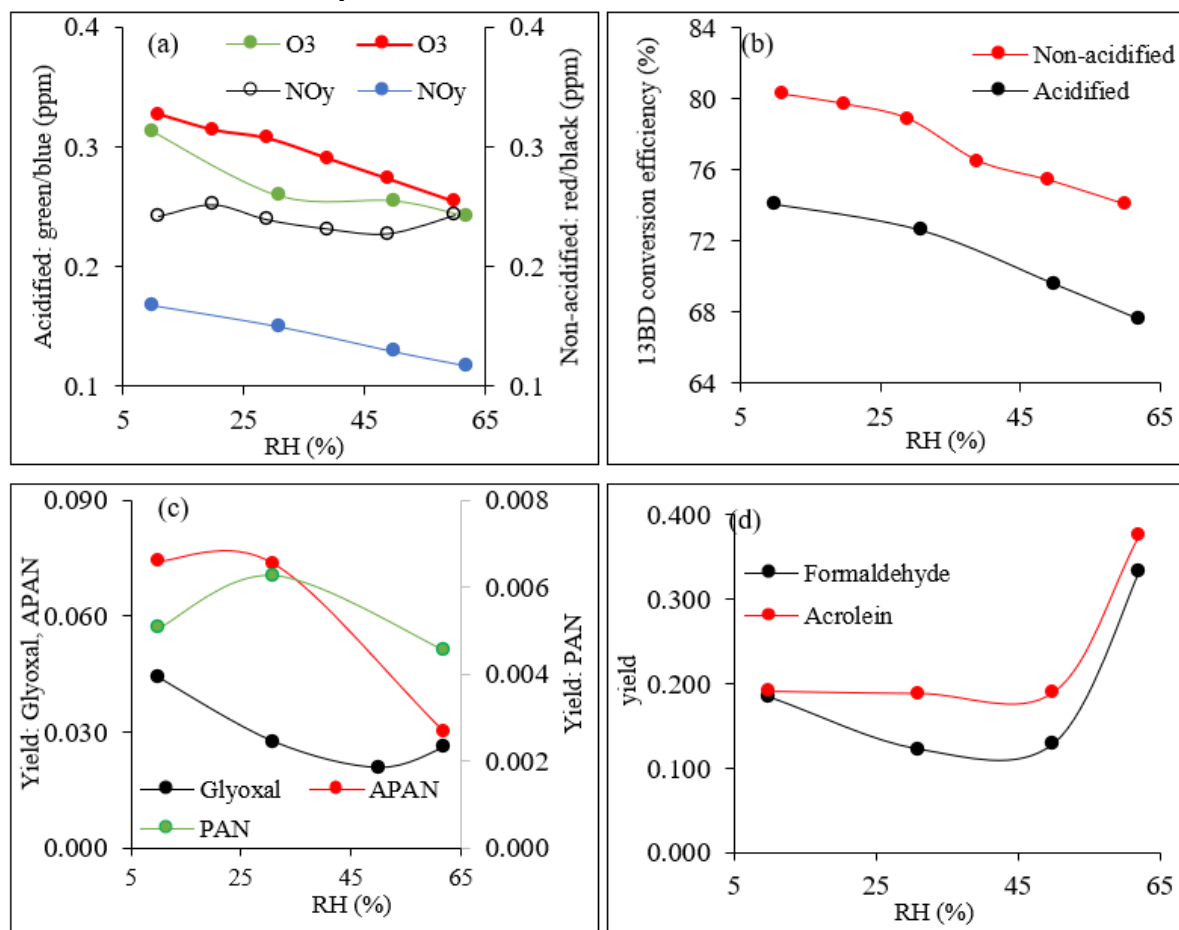 (a)
O3
O3
NOy
NOy
0.4
0.3
0.2
0.1
0.4
0.3
0.2
0.1
5
25
45
65
RH (%)
Acidified: green/blue (ppm)
Non-acidified: red/black (ppm)
(b)
Non-acidified
Acidified
84
80
76
72
68
64
5
25
45
65
RH (%)
13BD conversion efficiency (%)
(c)
0.090
0.060
0.030
0.000
0.008
0.006
0.004
0.002
0.000
Glyoxal
APAN
PAN
5
25
45
65
RH (%)
Yield: Glyoxal, APAN
Yield: PAN
(d)
Formaldehyde
Acrolein
0.400
0.300
0.200
0.100
0.000
5
25
45
65
RH (%)
yield